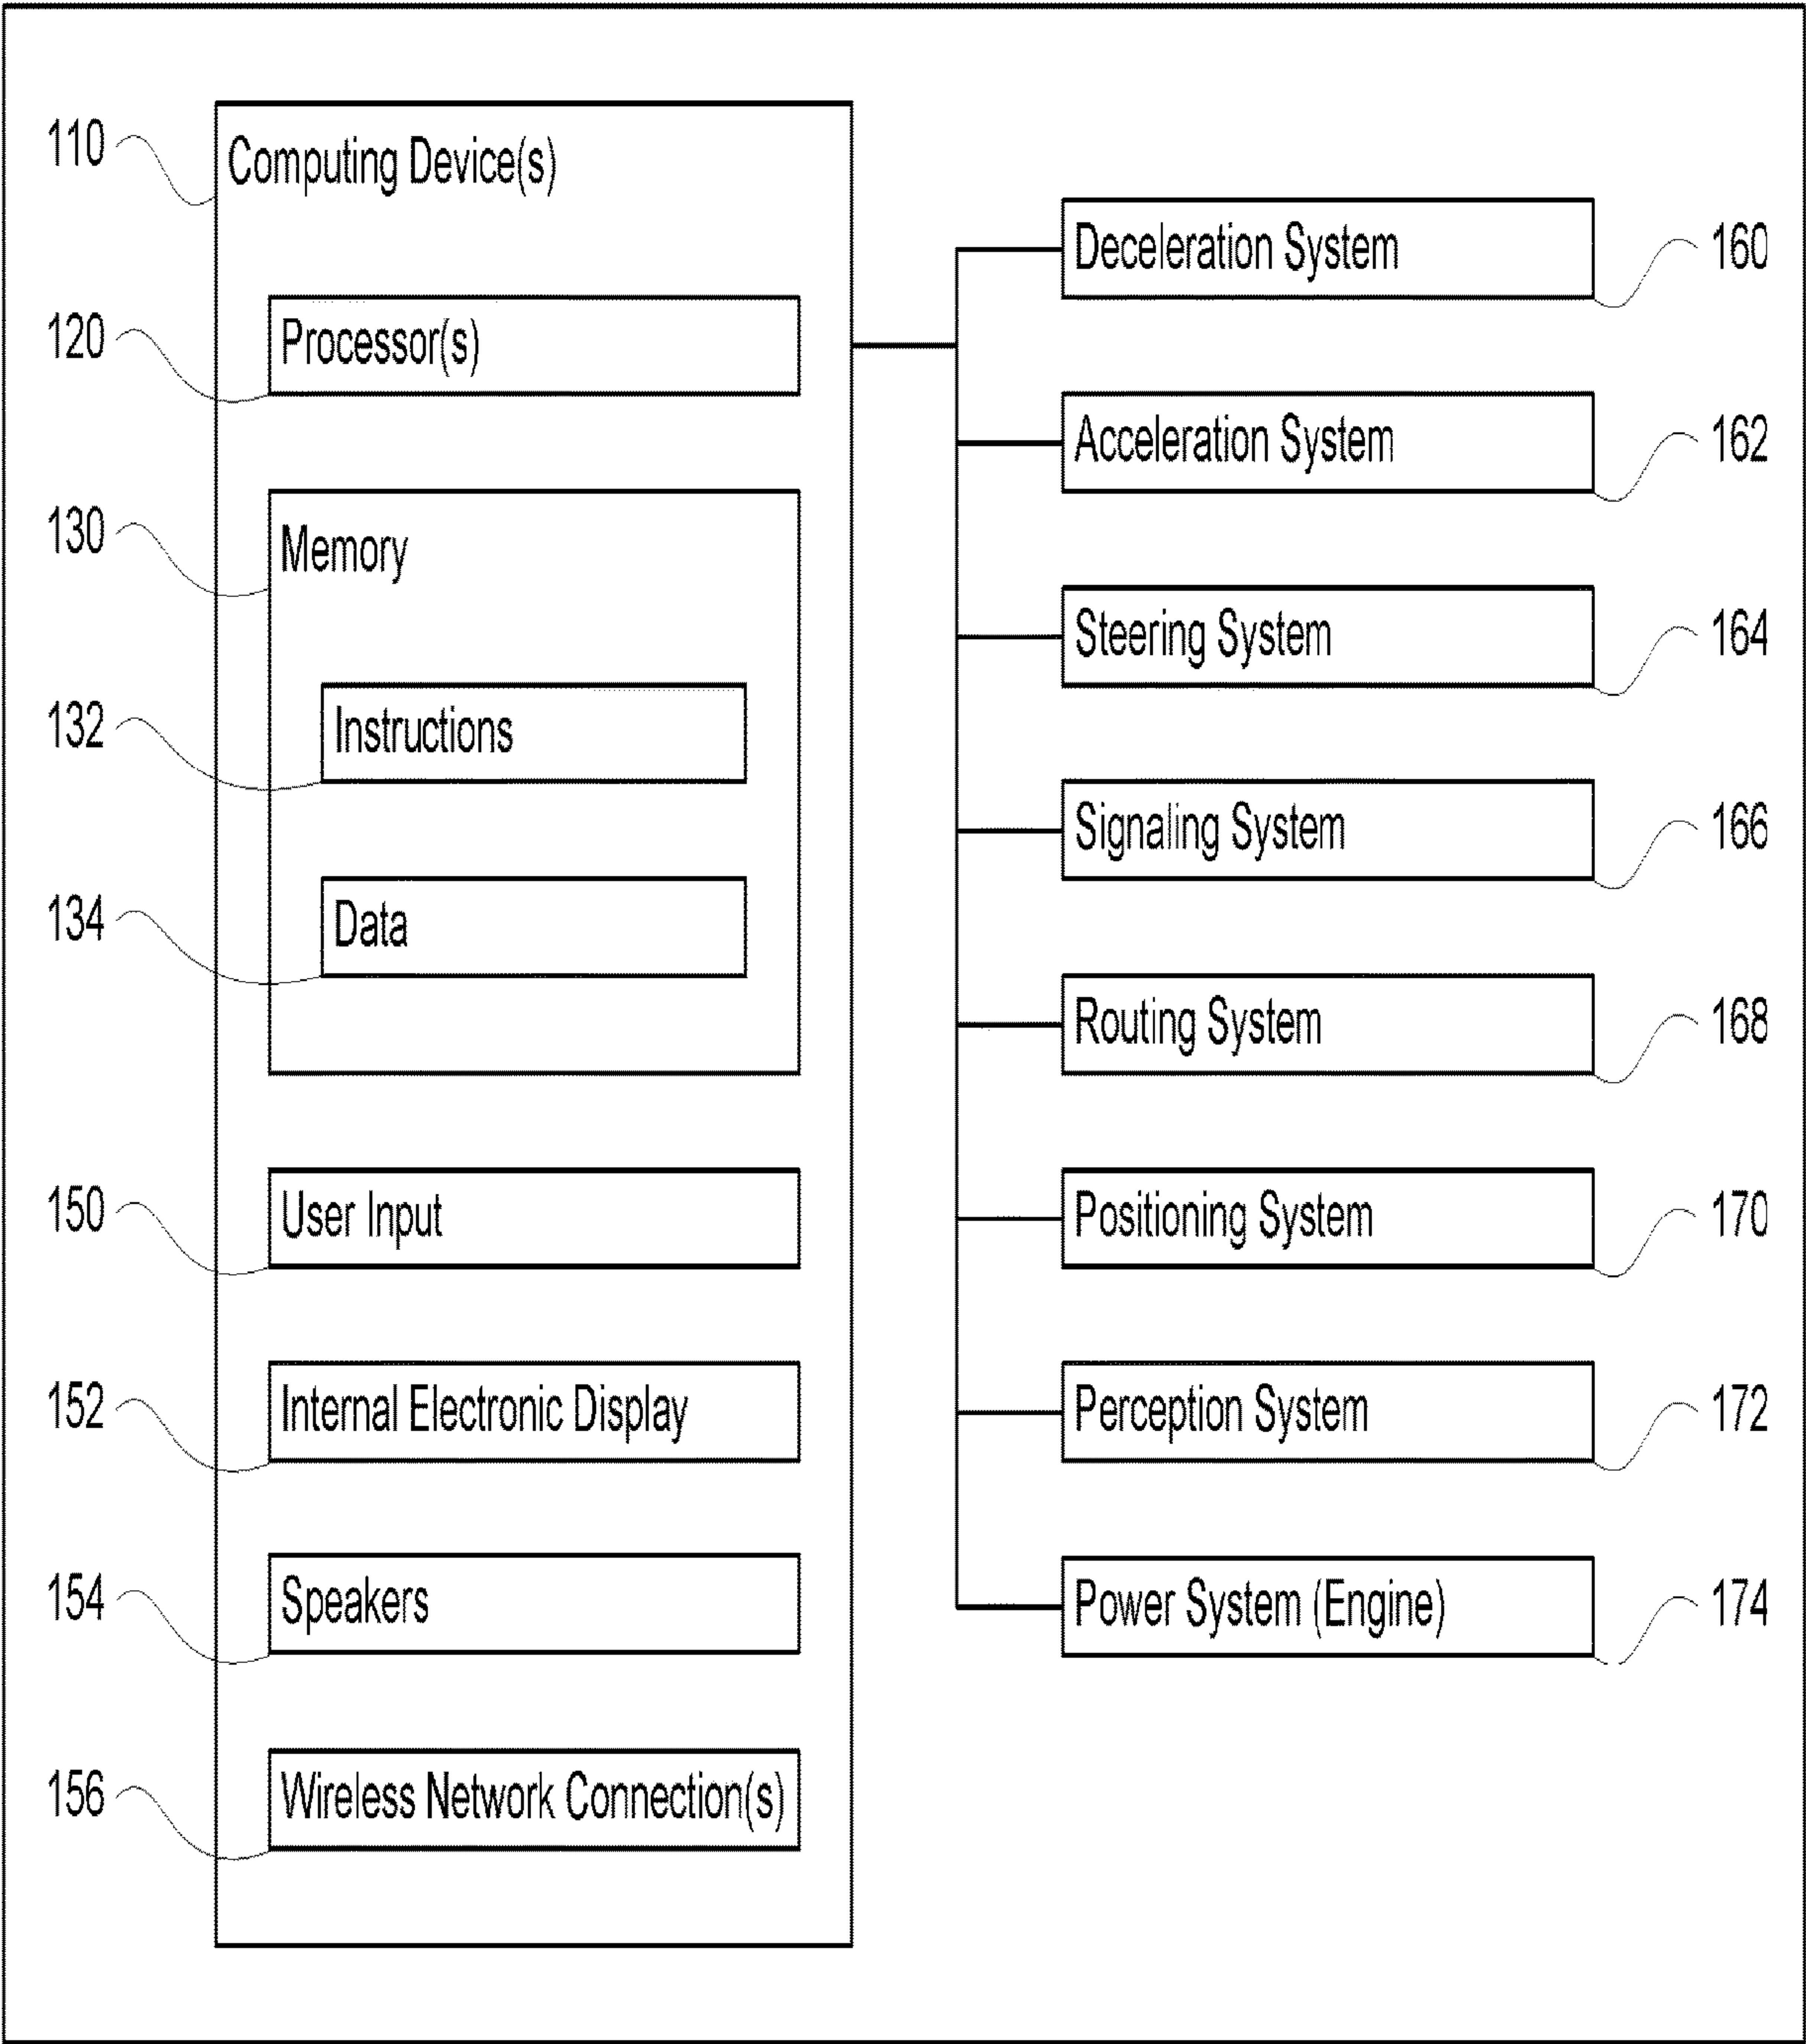 110
Computing Device(s)
120
Processor(s)
130
Memory
132
Instructions
134
Data
150
User Input
152
Internal Electronic Display
154
Speakers
156
Wireless Network Connection(s)
Deceleration System
160
Acceleration System
162
Steering System
164
Signaling System
166
Routing System
168
Positioning System
170
Perception System
172
Power System (Engine)
174